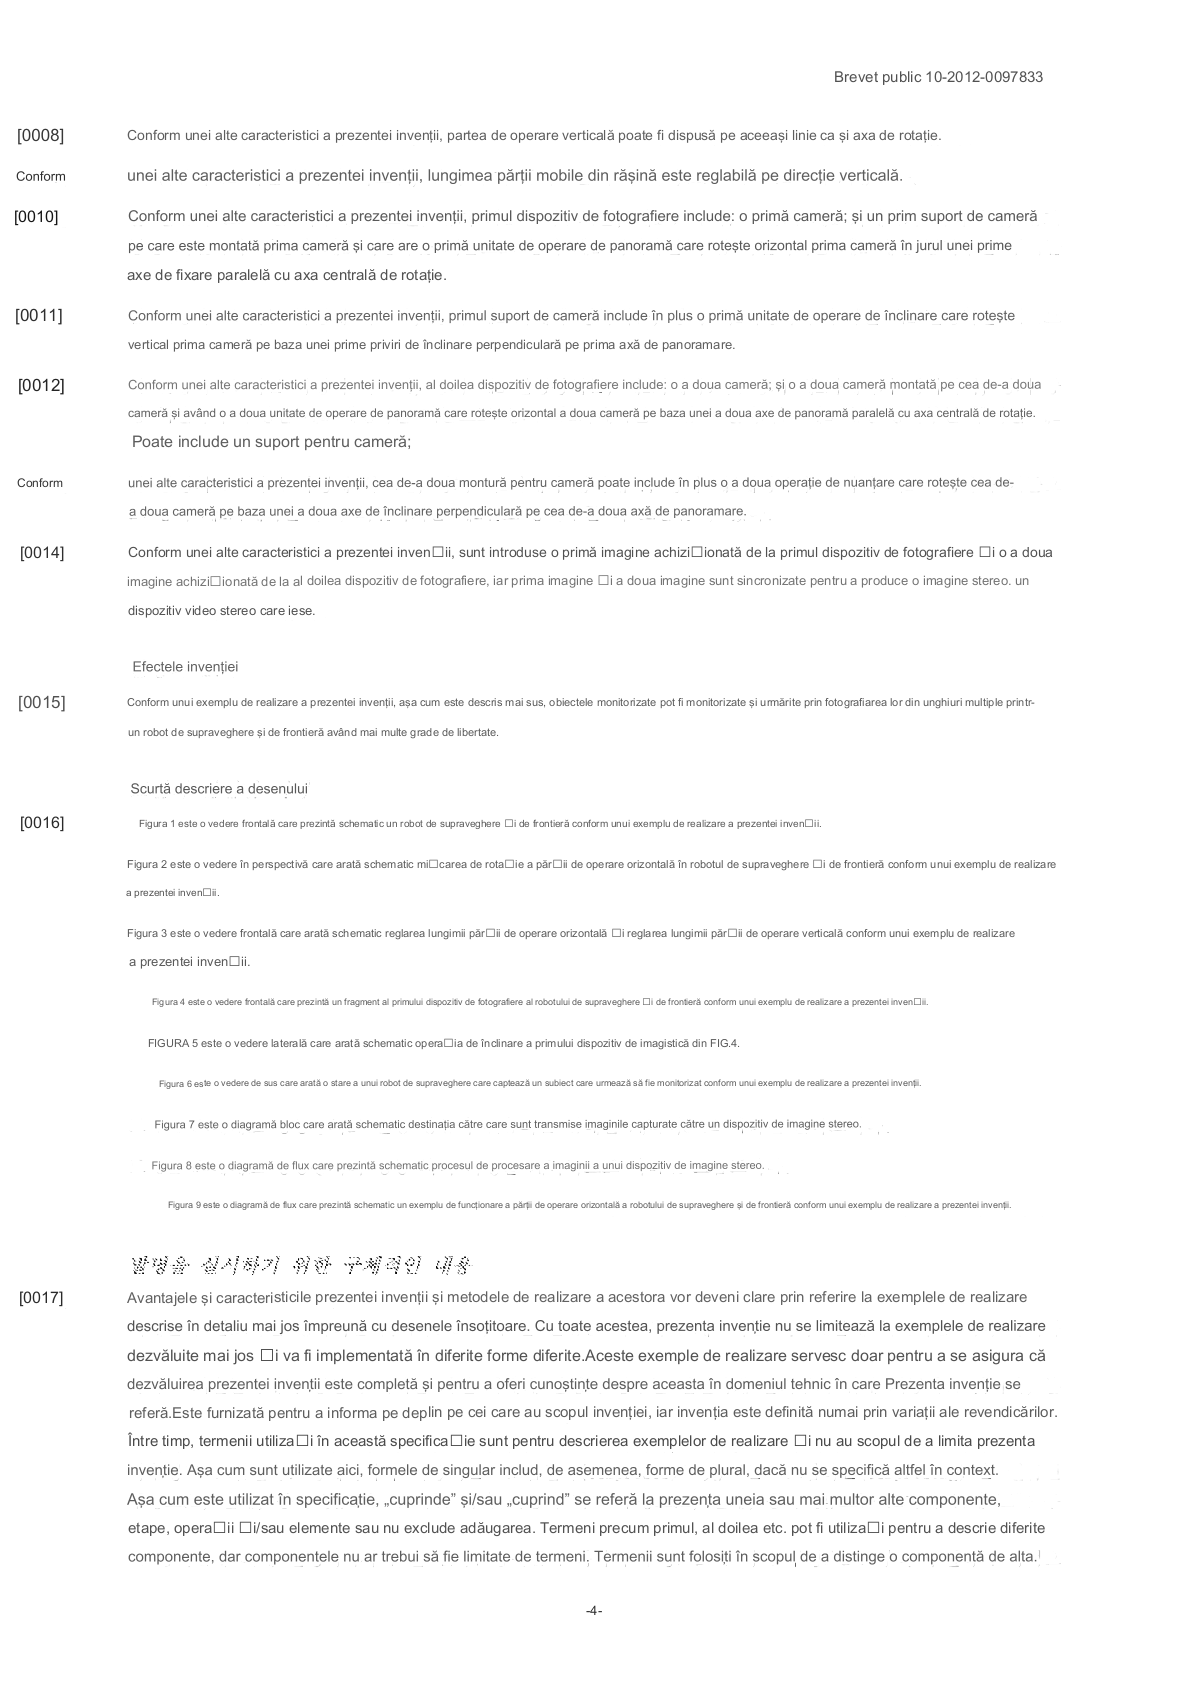 Brevet public 10-2012-0097833
[0008] Conform unei alte caracteristici a prezentei invenții, partea de operare verticală poate fi dispusă pe aceeași linie ca și axa de rotație.
Conform unei alte caracteristici a prezentei invenții, lungimea părții mobile din rășină este reglabilă pe direcție verticală.
[0010] Conform unei alte caracteristici a prezentei invenții, primul dispozitiv de fotografiere include: o primă cameră; și un prim suport de cameră
pe care este montată prima cameră și care are o primă unitate de operare de panoramă care rotește orizontal prima cameră în jurul unei prime
axe de fixare paralelă cu axa centrală de rotație.
[0011] Conform unei alte caracteristici a prezentei invenții, primul suport de cameră include în plus o primă unitate de operare de înclinare care rotește
vertical prima cameră pe baza unei prime priviri de înclinare perpendiculară pe prima axă de panoramare.
[0012] Conform unei alte caracteristici a prezentei invenții, al doilea dispozitiv de fotografiere include: o a doua cameră; și o a doua cameră montată pe cea de-a doua
cameră și având o a doua unitate de operare de panoramă care rotește orizontal a doua cameră pe baza unei a doua axe de panoramă paralelă cu axa centrală de rotație.
Poate include un suport pentru cameră;
Conform unei alte caracteristici a prezentei invenții, cea de-a doua montură pentru cameră poate include în plus o a doua operație de nuanțare care rotește cea de-
a doua cameră pe baza unei a doua axe de înclinare perpendiculară pe cea de-a doua axă de panoramare.
[0014] Conform unei alte caracteristici a prezentei inven□ii, sunt introduse o primă imagine achizi□ionată de la primul dispozitiv de fotografiere □i o a doua
imagine achizi□ionată de la al doilea dispozitiv de fotografiere, iar prima imagine □i a doua imagine sunt sincronizate pentru a produce o imagine stereo. un
dispozitiv video stereo care iese.
Efectele invenției
[0015] Conform unui exemplu de realizare a prezentei invenții, așa cum este descris mai sus, obiectele monitorizate pot fi monitorizate și urmărite prin fotografiarea lor din unghiuri multiple printr-
un robot de supraveghere și de frontieră având mai multe grade de libertate.
Scurtă descriere a desenului
[0016] Figura 1 este o vedere frontală care prezintă schematic un robot de supraveghere □i de frontieră conform unui exemplu de realizare a prezentei inven□ii.
Figura 2 este o vedere în perspectivă care arată schematic mi□carea de rota□ie a păr□ii de operare orizontală în robotul de supraveghere □i de frontieră conform unui exemplu de realizare
a prezentei inven□ii.
Figura 3 este o vedere frontală care arată schematic reglarea lungimii păr□ii de operare orizontală □i reglarea lungimii păr□ii de operare verticală conform unui exemplu de realizare
a prezentei inven□ii.
Figura 4 este o vedere frontală care prezintă un fragment al primului dispozitiv de fotografiere al robotului de supraveghere □i de frontieră conform unui exemplu de realizare a prezentei inven□ii.
FIGURA 5 este o vedere laterală care arată schematic opera□ia de înclinare a primului dispozitiv de imagistică din FIG.4.
Figura 6 este o vedere de sus care arată o stare a unui robot de supraveghere care captează un subiect care urmează să fie monitorizat conform unui exemplu de realizare a prezentei invenții.
Figura 7 este o diagramă bloc care arată schematic destinația către care sunt transmise imaginile capturate către un dispozitiv de imagine stereo.
Figura 8 este o diagramă de flux care prezintă schematic procesul de procesare a imaginii a unui dispozitiv de imagine stereo.
Figura 9 este o diagramă de flux care prezintă schematic un exemplu de funcționare a părții de operare orizontală a robotului de supraveghere și de frontieră conform unui exemplu de realizare a prezentei invenții.
발명을 실시하기 위한 구체적인 내용
[0017] Avantajele și caracteristicile prezentei invenții și metodele de realizare a acestora vor deveni clare prin referire la exemplele de realizare
descrise în detaliu mai jos împreună cu desenele însoțitoare. Cu toate acestea, prezenta invenție nu se limitează la exemplele de realizare
dezvăluite mai jos □i va fi implementată în diferite forme diferite.Aceste exemple de realizare servesc doar pentru a se asigura că
dezvăluirea prezentei invenții este completă și pentru a oferi cunoștințe despre aceasta în domeniul tehnic în care Prezenta invenție se
referă.Este furnizată pentru a informa pe deplin pe cei care au scopul invenției, iar invenția este definită numai prin variații ale revendicărilor.
Între timp, termenii utiliza□i în această specifica□ie sunt pentru descrierea exemplelor de realizare □i nu au scopul de a limita prezenta
invenție. Așa cum sunt utilizate aici, formele de singular includ, de asemenea, forme de plural, dacă nu se specifică altfel în context.
Așa cum este utilizat în specificație, „cuprinde” și/sau „cuprind” se referă la prezența uneia sau mai multor alte componente,
etape, opera□ii □i/sau elemente sau nu exclude adăugarea. Termeni precum primul, al doilea etc. pot fi utiliza□i pentru a descrie diferite
componente, dar componentele nu ar trebui să fie limitate de termeni. Termenii sunt folosiți în scopul de a distinge o componentă de alta.
-4-